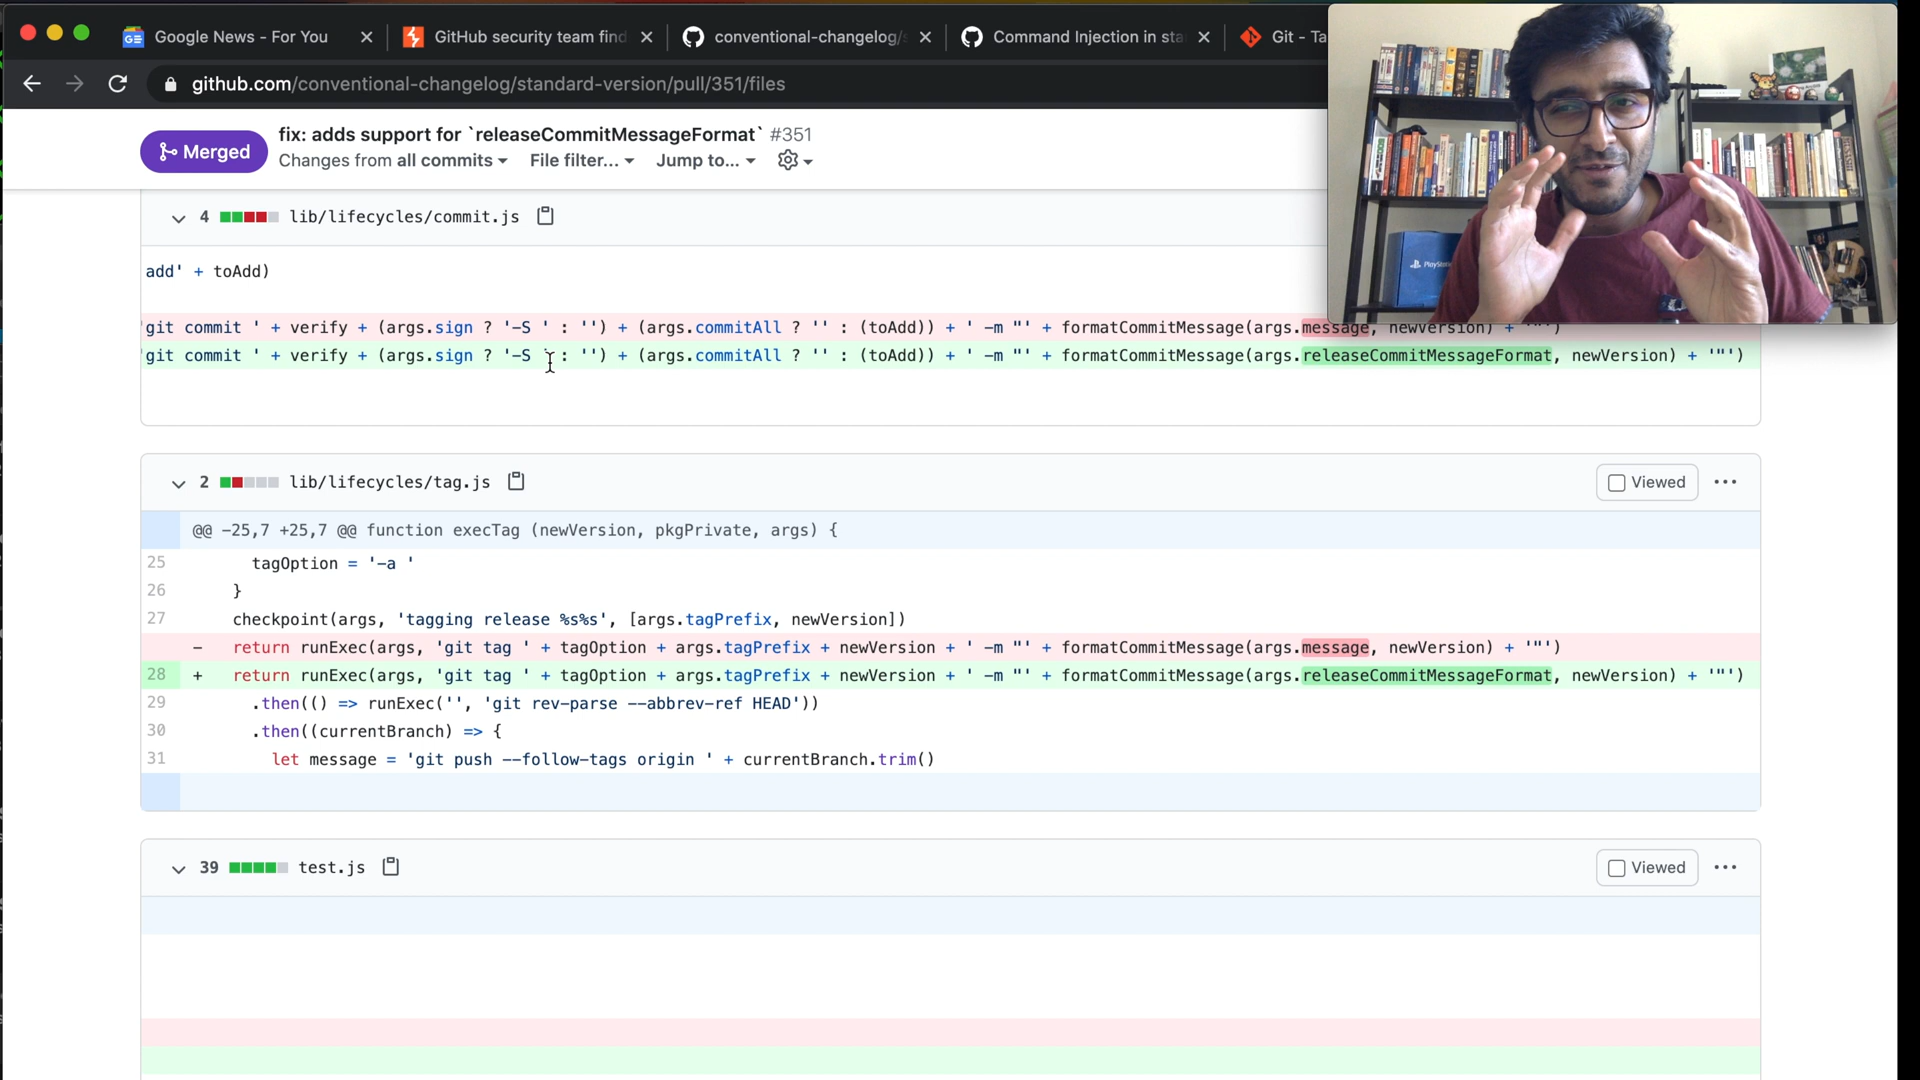 Google News - For You
GitHub security team find
conventional-changelog/s
Command Injection in sta
Git - Ta
github.com/conventional-changelog/standard-version/pull/351/files
Merged
fix: adds support for `releaseCommitMessageFormat` #351
Changes from all commits
File filter...
Jump to...
PlayStation
4 lib/lifecycles/commit.js
add' + toAdd)
'git commit ' + verify + (args.sign ? '-S ' : '') + (args.commitAll ? '' : (toAdd)) + ' -m "' + formatCommitMessage(args.message, newVersion) + '"')
'git commit ' + verify + (args.sign ? '-S ' : '') + (args.commitAll ? '' : (toAdd)) + ' -m "' + formatCommitMessage(args.releaseCommitMessageFormat, newVersion) + '"')
2 lib/lifecycles/tag.js
Viewed
@@ -25,7 +25,7 @@ function execTag (newVersion, pkgPrivate, args) {
25 tagOption = '-a '
26 }
27 checkpoint(args, 'tagging release %s%s', [args.tagPrefix, newVersion])
- return runExec(args, 'git tag ' + tagOption + args.tagPrefix + newVersion + ' -m "' + formatCommitMessage(args.message, newVersion) + '"')
28 + return runExec(args, 'git tag ' + tagOption + args.tagPrefix + newVersion + ' -m "' + formatCommitMessage(args.releaseCommitMessageFormat, newVersion) + '"')
29 .then(() => runExec('', 'git rev-parse --abbrev-ref HEAD'))
30 .then((currentBranch) => {
31 let message = 'git push --follow-tags origin ' + currentBranch.trim()
39 test.js
Viewed